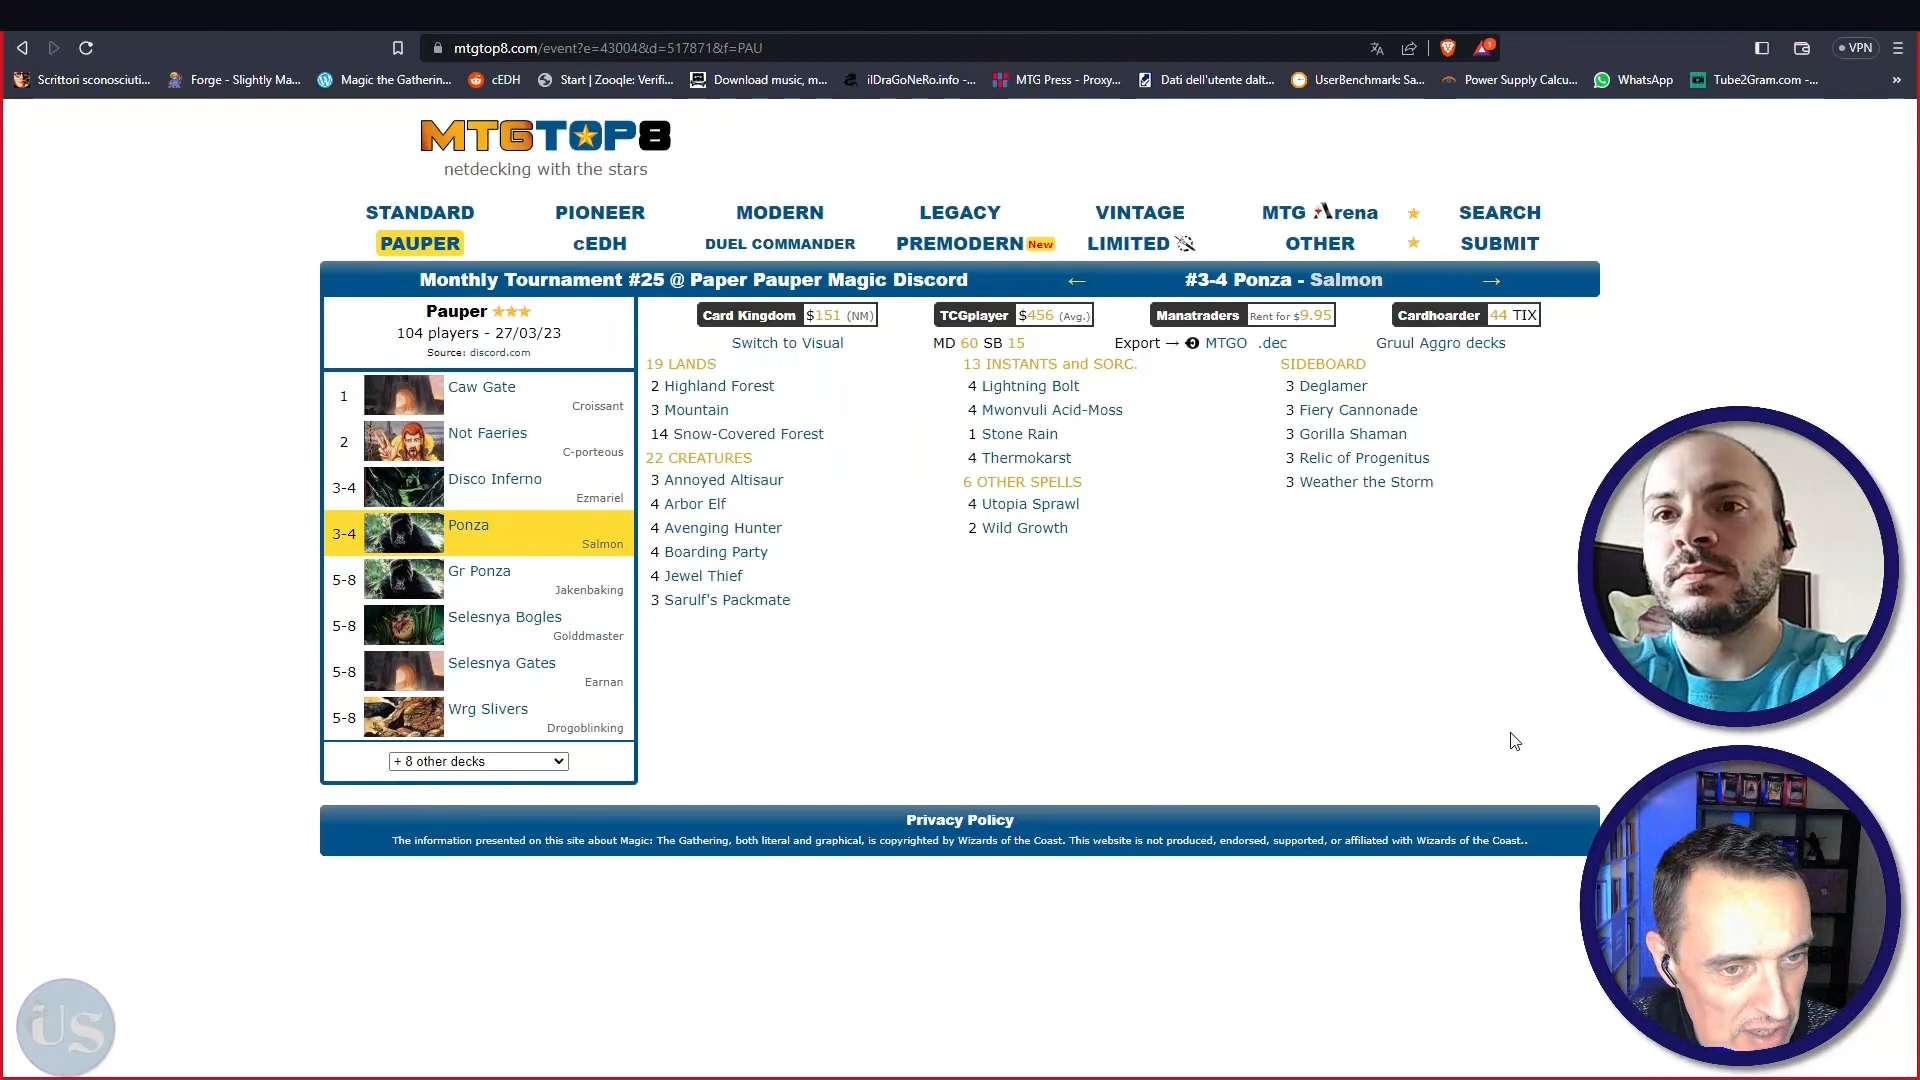 mtgtop8.com/event?e=43004&d=517871&f=PAU
VPN
Scrittori sconosciuti...
Forge - Slightly Ma...
Magic the Gatherin...
cEDH
Start | Zooqle: Verifi...
Download music, m...
ilDraGoNeRo.info -...
MTG Press - Proxy...
Dati dell'utente dalt...
UserBenchmark: Sa...
Power Supply Calcu...
WhatsApp
Tube2Gram.com -...
MTGTOP8
netdecking with the stars
STANDARD PIONEER MODERN LEGACY VINTAGE MTG Arena SEARCH
PAUPER cEDH DUEL COMMANDER PREMODERN New LIMITED OTHER SUBMIT
Monthly Tournament #25 @ Paper Pauper Magic Discord ← #3-4 Ponza - Salmon →
Pauper
104 players - 27/03/23
Source: discord.com
1 Caw Gate
Croissant
2 Not Faeries
C-porteous
3-4 Disco Inferno
Ezmariel
3-4 Ponza
Salmon
5-8 Gr Ponza
Jakenbaking
5-8 Selesnya Bogles
Golddmaster
5-8 Selesnya Gates
Earnan
5-8 Wrg Slivers
Drogoblinking
+ 8 other decks
Card Kingdom $151 (NM)
TCGplayer $456 (Avg.)
Manatraders Rent for $9.95
Cardhoarder 44 TIX
Switch to Visual
MD 60 SB 15
Export → MTGO .dec
Gruul Aggro decks
19 LANDS
2 Highland Forest
3 Mountain
14 Snow-Covered Forest
22 CREATURES
3 Annoyed Altisaur
4 Arbor Elf
4 Avenging Hunter
4 Boarding Party
4 Jewel Thief
3 Sarulf's Packmate
13 INSTANTS and SORC.
4 Lightning Bolt
4 Mwonvuli Acid-Moss
1 Stone Rain
4 Thermokarst
6 OTHER SPELLS
4 Utopia Sprawl
2 Wild Growth
SIDEBOARD
3 Deglamer
3 Fiery Cannonade
3 Gorilla Shaman
3 Relic of Progenitus
3 Weather the Storm
Privacy Policy
The information presented on this site about Magic: The Gathering, both literal and graphical, is copyrighted by Wizards of the Coast. This website is not produced, endorsed, supported, or affiliated with Wizards of the Coast..
US